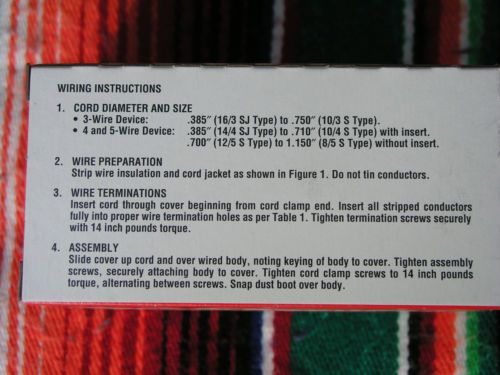 WIRING INSTRUCTIONS
1. CORD DIAMETER AND SIZE
• 3-Wire Device: .385″ (16/3 SJ Type) to .750″ (10/3 S Type).
• 4 and 5-Wire Device: .385″ (14/4 SJ Type) to .710″ (10/4 S Type) with insert.
.700″ (12/5 S Type) to 1.150″ (8/5 S Type) without insert.
2. WIRE PREPARATION
Strip wire insulation and cord jacket as shown in Figure 1. Do not tin conductors.
3. WIRE TERMINATIONS
Insert cord through cover beginning from cord clamp end. Insert all stripped conductors
fully into proper wire termination holes as per Table 1. Tighten termination screws securely
with 14 inch pounds torque.
4. ASSEMBLY
Slide cover up cord and over wired body, noting keying of body to cover. Tighten assembly
screws, securely attaching body to cover. Tighten cord clamp screws to 14 inch pounds
torque, alternating between screws. Snap dust boot over body.